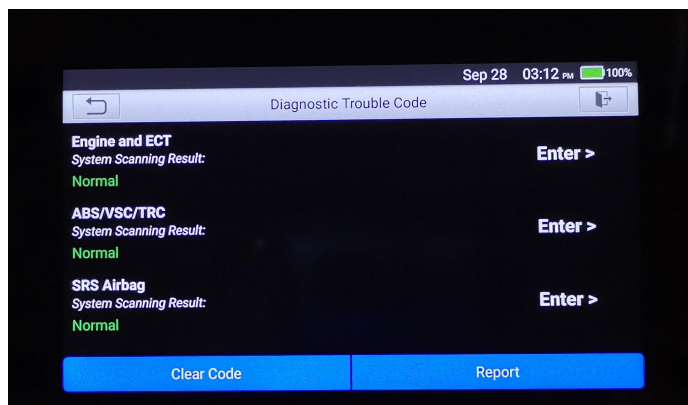 Sep 28 03:12 PM 100%
Diagnostic Trouble Code
Engine and ECT
System Scanning Result:
Enter >
Normal
ABS/VSC/TRC
System Scanning Result:
Enter >
Normal
SRS Airbag
System Scanning Result:
Enter >
Normal
Clear Code
Report